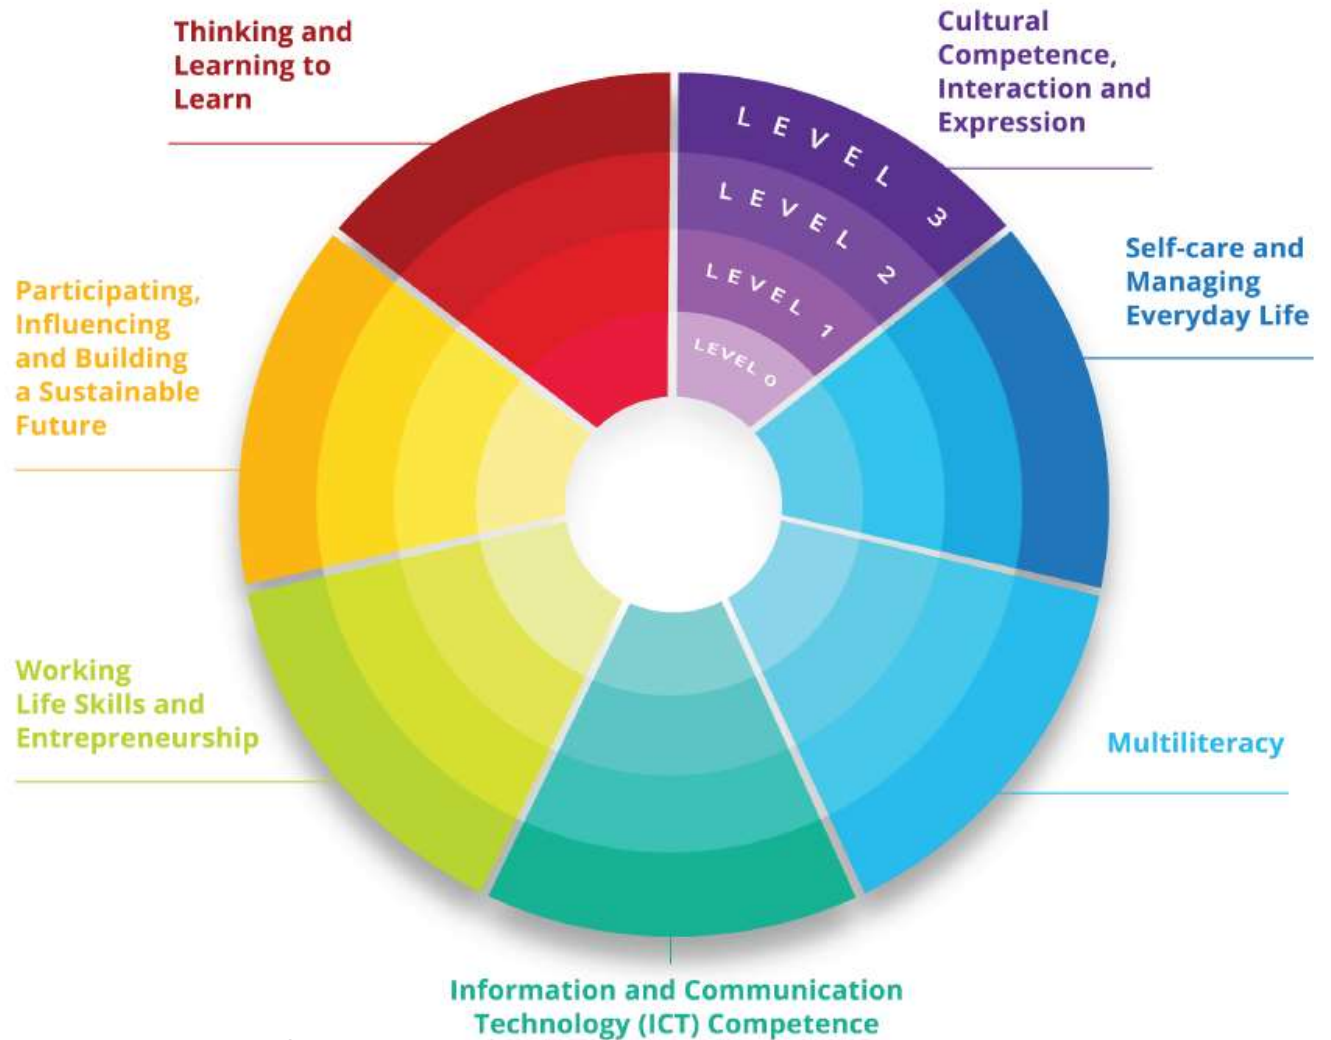 Thinking and
Learning to
Learn
Cultural
Competence,
Interaction and
Expression
LEVEL 3
LEVEL 2
LEVEL 1
LEVEL 0
Self-care and
Managing
Everyday Life
Participating,
Influencing
and Building
a Sustainable
Future
Working
Life Skills and
Entrepreneurship
Multiliteracy
Information and Communication
Technology (ICT) Competence